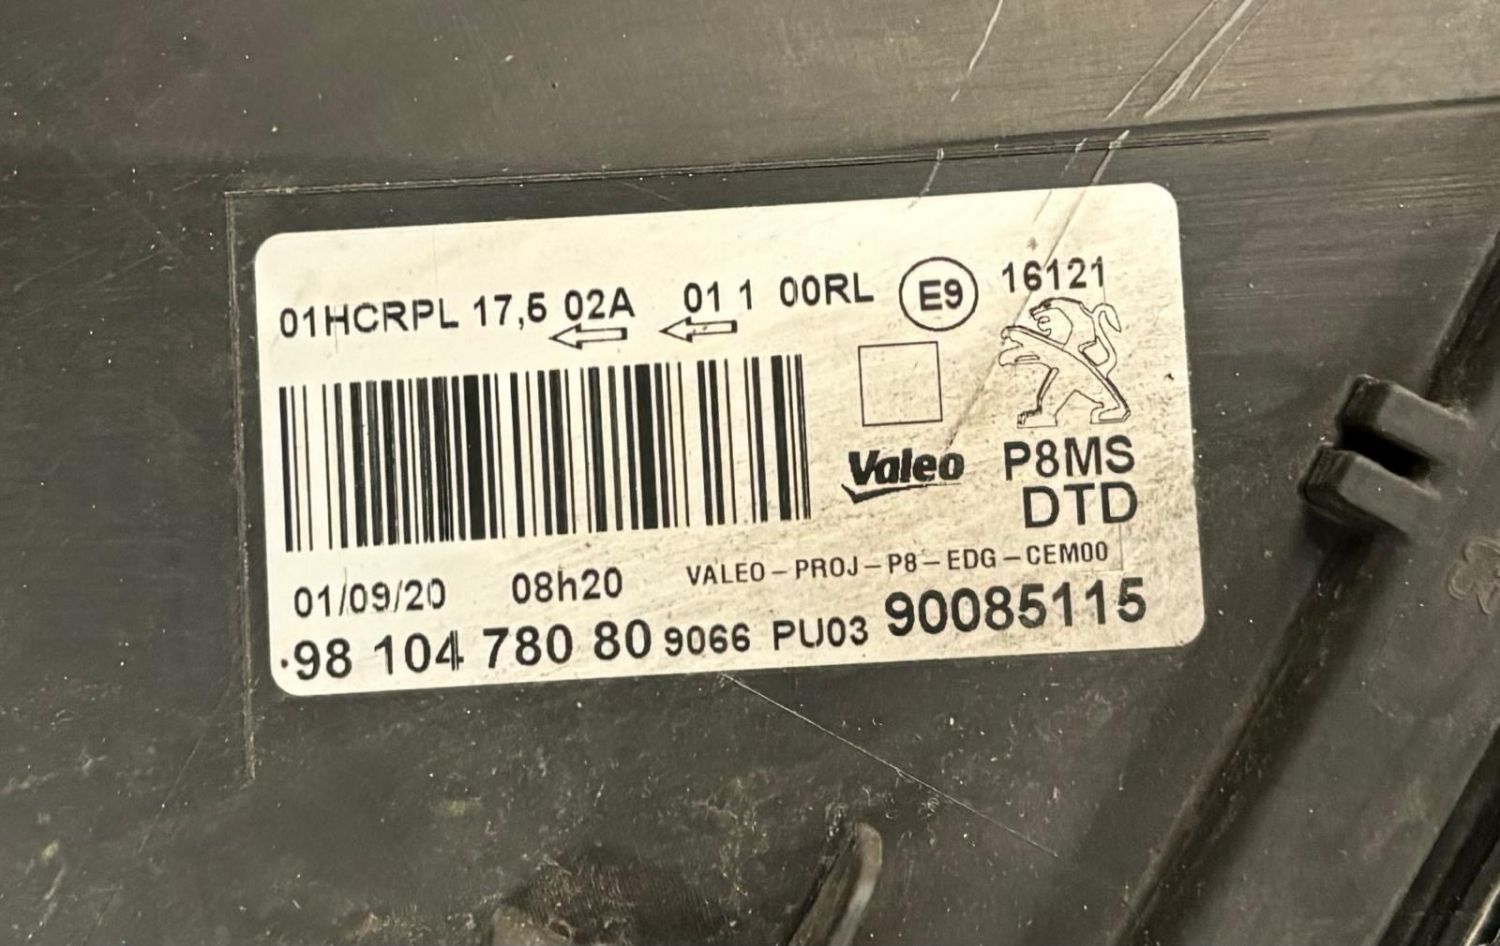 01HCRPL 17,5 02A 01 1 00RL E9 16121
Valeo P8MS
DTD
VALEO-PROJ-P8-EDG-CEM00
01/09/20 08h20
98 104 780 80 9066 PU03 90085115